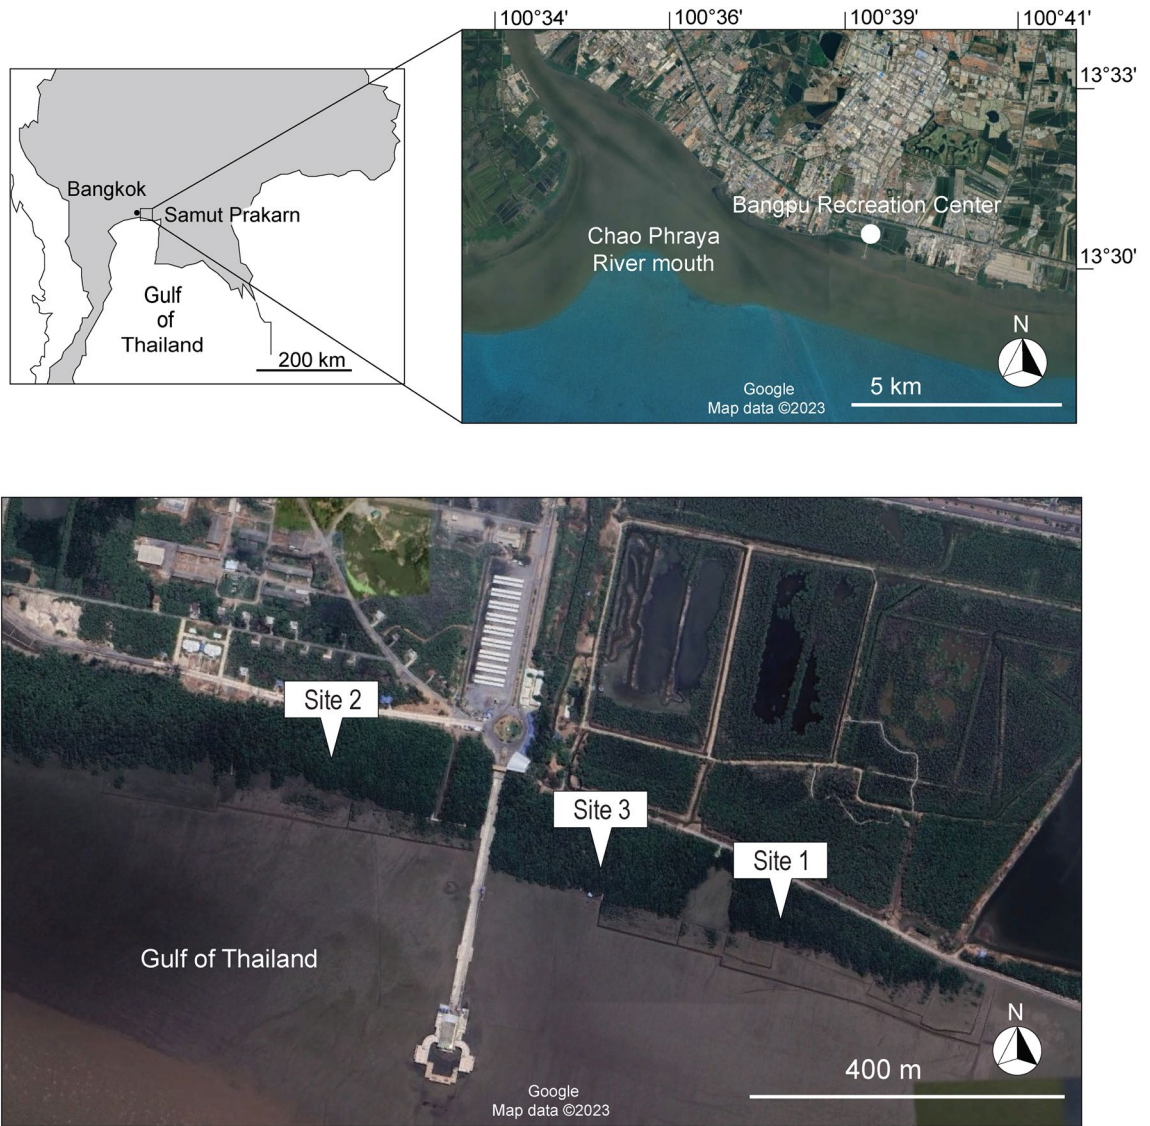 100°34'
100°36'
100°39'
100°41'
13°33'
13°30'
Bangkok
Samut Prakarn
Gulf
of
Thailand
200 km
Bangpu Recreation Center
Chao Phraya
River mouth
N
5 km
Google
Map data ©2023
Site 2
Site 3
Site 1
Gulf of Thailand
N
400 m
Google
Map data ©2023